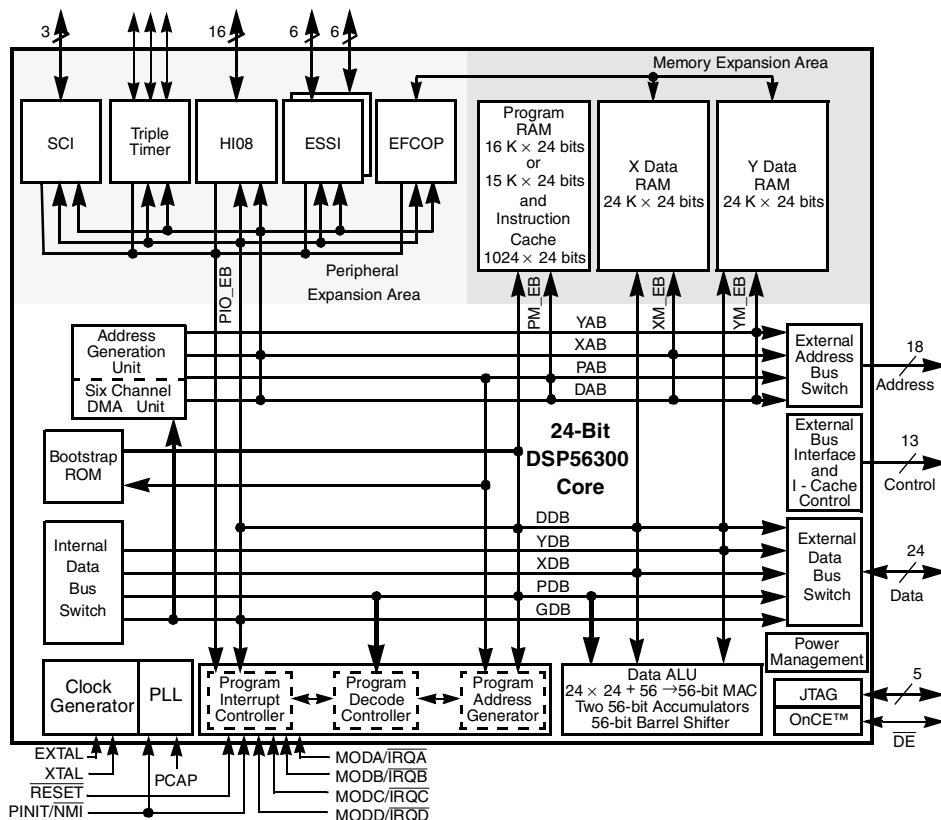 3
16
6
6
Memory Expansion Area
SCI
Triple
Timer
HI08
ESSI
EFCOP
Program
RAM
16 K × 24 bits
or
15 K × 24 bits
and
Instruction
Cache
1024 × 24 bits
X Data
RAM
24 K × 24 bits
Y Data
RAM
24 K × 24 bits
Peripheral
Expansion Area
PIO_EB
PM_EB
XM_EB
YM_EB
Address
Generation
Unit
Six Channel
DMA Unit
YAB
XAB
PAB
DAB
External
Address
Bus
Switch
18
Address
Bootstrap
ROM
24-Bit
DSP56300
Core
External
Bus
Interface
and
I - Cache
Control
13
Control
Internal
Data
Bus
Switch
DDB
YDB
XDB
PDB
GDB
External
Data
Bus
Switch
24
Data
Power
Management
Clock
Generator
PLL
Program
Interrupt
Controller
Program
Decode
Controller
Program
Address
Generator
Data ALU
24 × 24 + 56 →56-bit MAC
Two 56-bit Accumulators
56-bit Barrel Shifter
JTAG
OnCE™
5
DE
EXTAL
XTAL
RESET
PINIT/NMI
PCAP
MODA/IRQA
MODB/IRQB
MODC/IRQC
MODD/IRQD